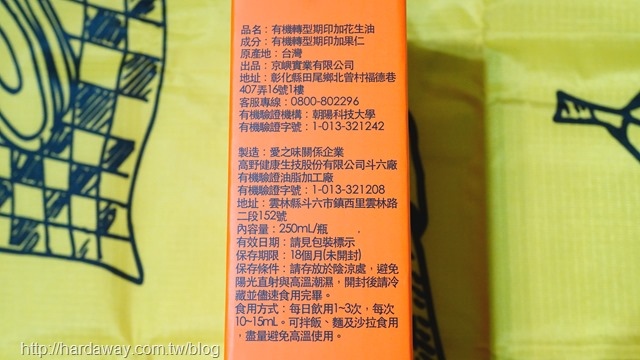 品名：有機轉型期印加花生油
成分：有機轉型期印加果仁
原產地：台灣
出品：京嶼實業有限公司
地址：彰化縣田尾鄉北曾村福德巷
407弄16號1樓
客服專線：0800-802296
有機驗證機構：朝陽科技大學
有機驗證字號：1-013-321242
製造：愛之味關係企業
高野健康生技股份有限公司斗六廠
有機驗證油脂加工廠
有機驗證字號：1-013-321208
地址：雲林縣斗六市鎮西里雲林路
二段152號
內容量：250mL/瓶
有效日期：請見包裝標示
保存期限：18個月(未開封)
保存條件：請存放於陰涼處，避免
陽光直射與高溫潮濕，開封後請冷
藏並儘速食用完畢。
食用方式：每日飲用1~3次，每次
10~15mL。可拌飯、麵及沙拉食用
，盡量避免高溫使用。
http://hardaway.com.tw/blog